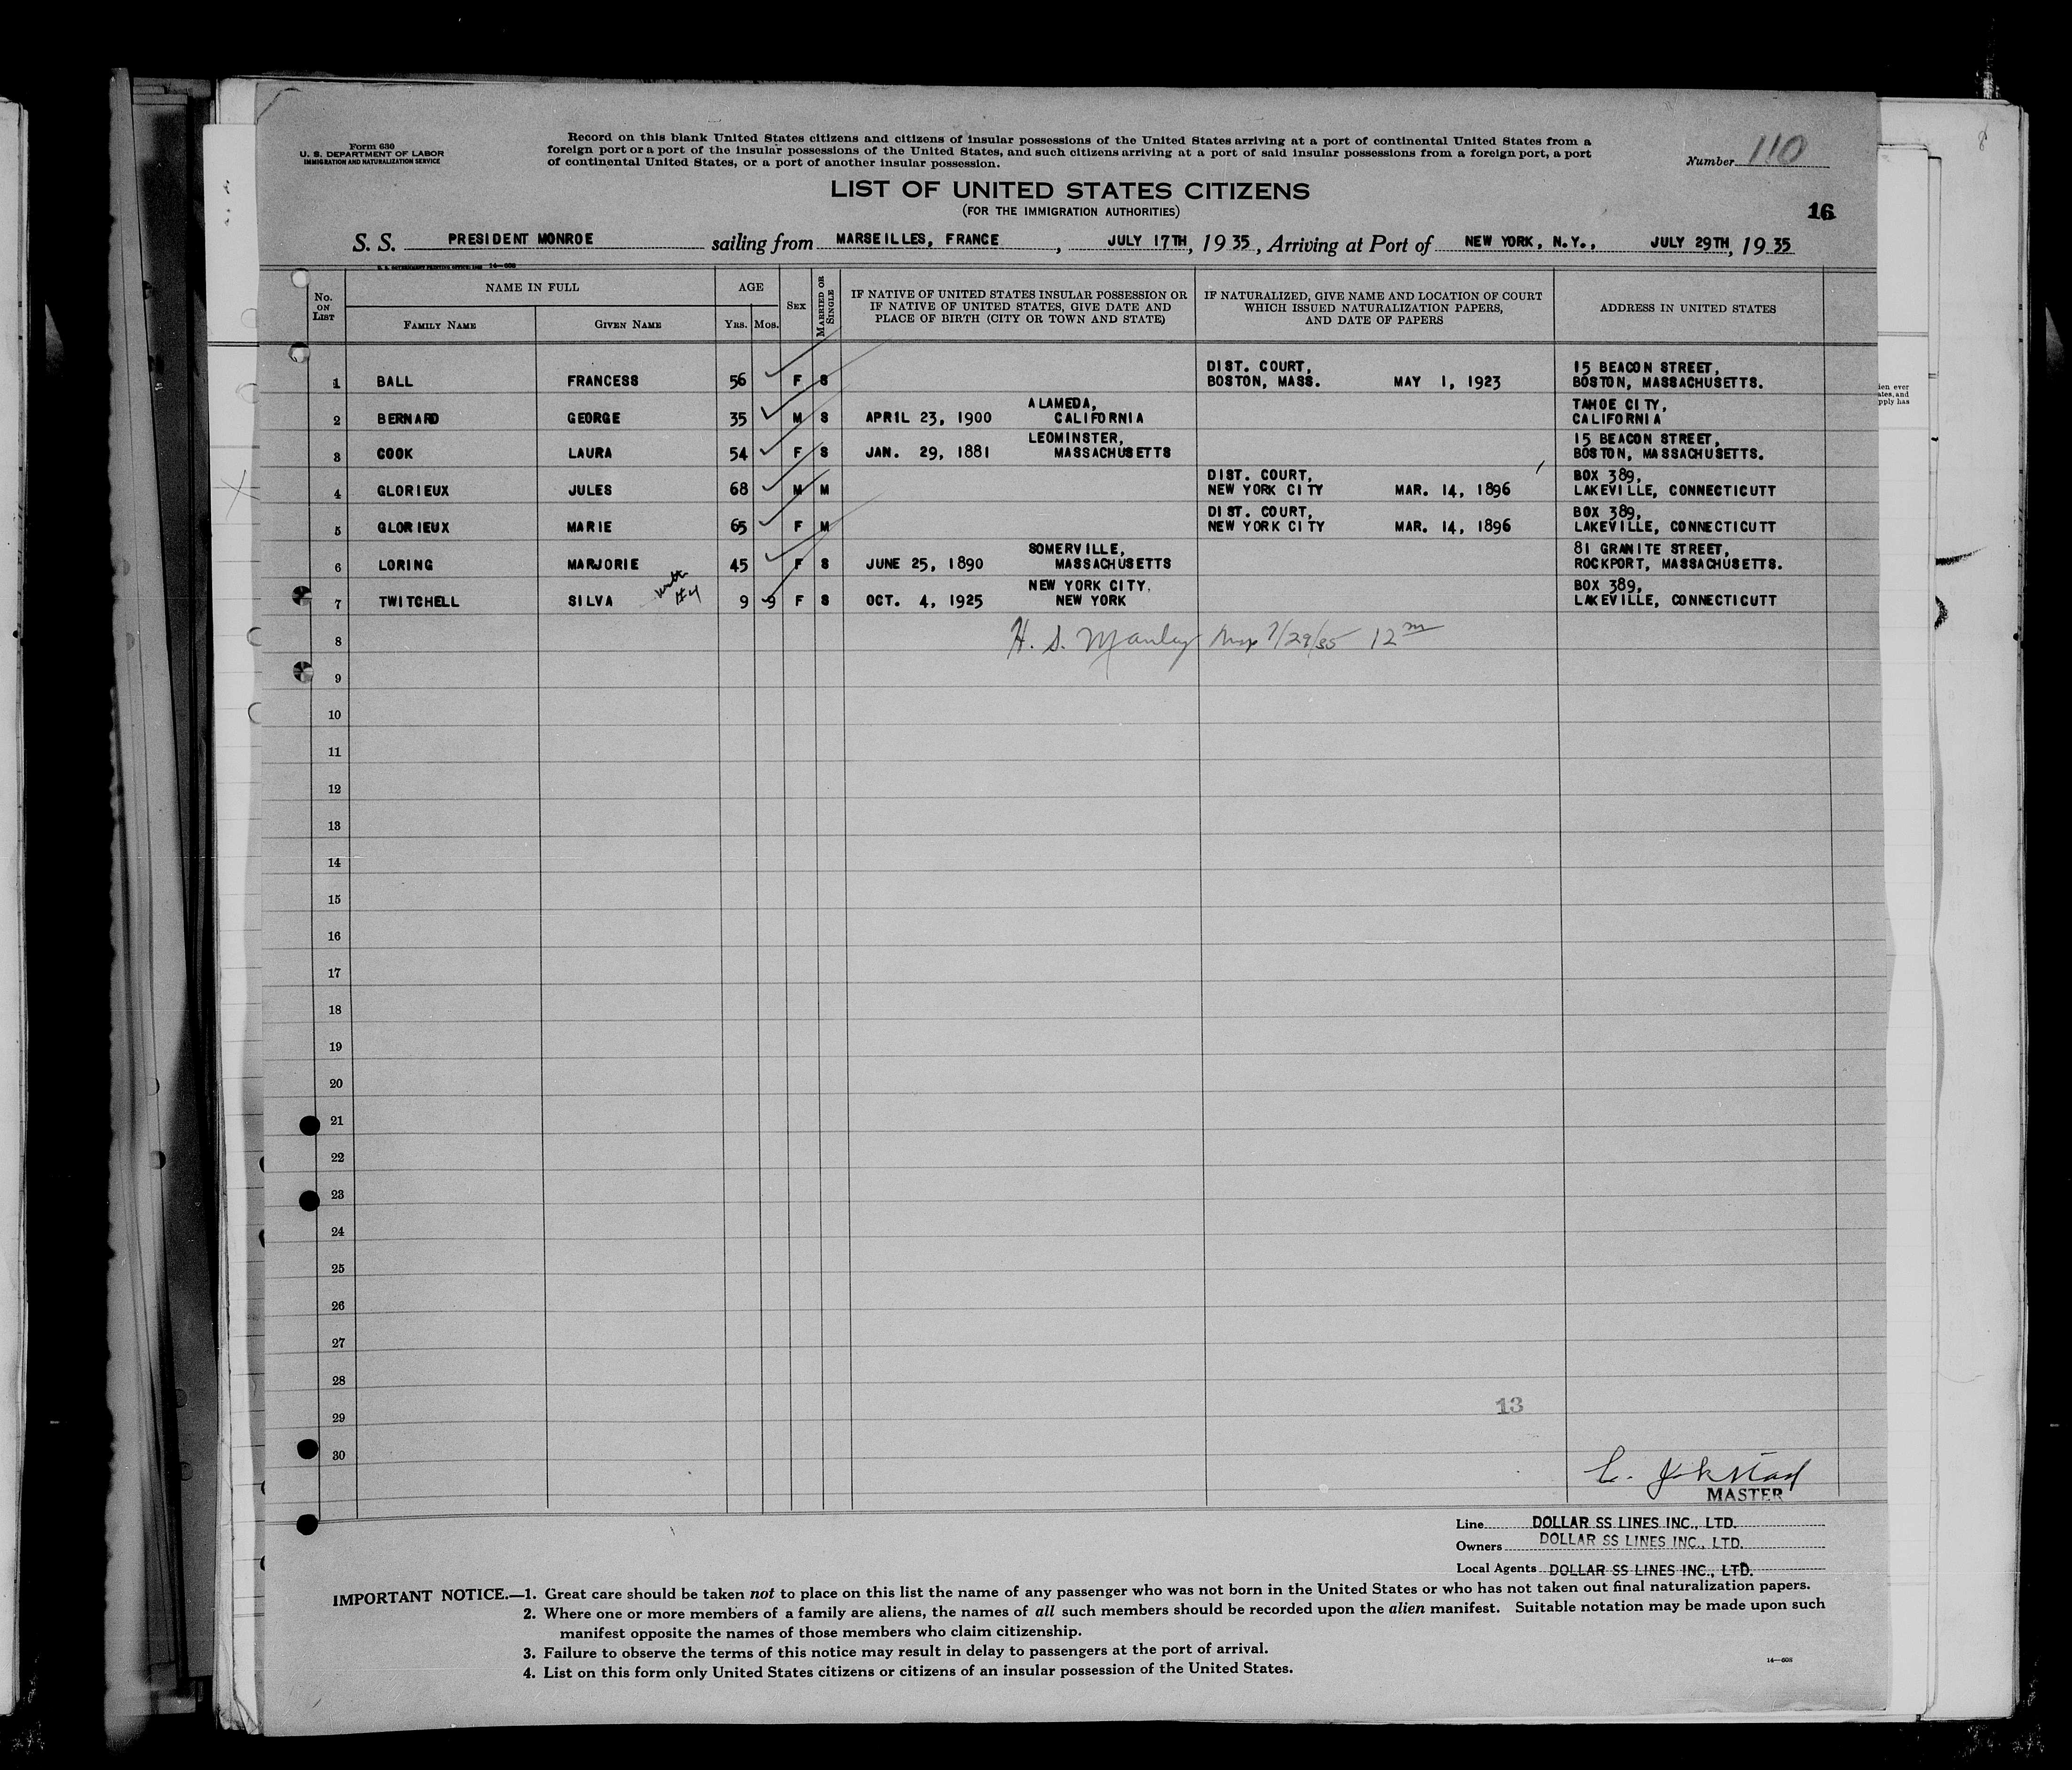 Form 630
U. S. DEPARTMENT OF LABOR
IMMIGRATION AND NATURALIZATION SERVICE
Record on this blank United States citizens and citizens of insular possessions of the United States arriving at a port of continental United States from a
foreign port or a port of the insular possessions of the United States, and such citizens arriving at a port of said insular possessions from a foreign port, a port
of continental United States, or a port of another insular possession.
Number 110
LIST OF UNITED STATES CITIZENS
(FOR THE IMMIGRATION AUTHORITIES)
16
S. S. PRESIDENT MONROE sailing from MARSEILLES, FRANCE, JULY 17TH, 1935, Arriving at Port of NEW YORK, N.Y., JULY 29TH, 1935
U. S. GOVERNMENT PRINTING OFFICE: 14—608
No. ON LIST
NAME IN FULL
FAMILY NAME GIVEN NAME
AGE
YRS. MOS.
SEX
MARRIED OR SINGLE
IF NATIVE OF UNITED STATES INSULAR POSSESSION OR
IF NATIVE OF UNITED STATES, GIVE DATE AND
PLACE OF BIRTH (CITY OR TOWN AND STATE)
IF NATURALIZED, GIVE NAME AND LOCATION OF COURT
WHICH ISSUED NATURALIZATION PAPERS,
AND DATE OF PAPERS
ADDRESS IN UNITED STATES
DIST. COURT, 15 BEACON STREET,
1 BALL FRANCESS 56 F S BOSTON, MASS. MAY 1, 1923 BOSTON, MASSACHUSETTS.
ALAMEDA, TAHOE CITY,
2 BERNARD GEORGE 35 M S APRIL 23, 1900 CALIFORNIA CALIFORNIA
LEOMINSTER, 15 BEACON STREET,
3 COOK LAURA 54 F S JAN. 29, 1881 MASSACHUSETTS BOSTON, MASSACHUSETTS.
DIST. COURT, BOX 389,
4 GLORIEUX JULES 68 M M NEW YORK CITY MAR. 14, 1896 LAKEVILLE, CONNECTICUTT
DIST. COURT, BOX 389,
5 GLORIEUX MARIE 65 F M NEW YORK CITY MAR. 14, 1896 LAKEVILLE, CONNECTICUTT
SOMERVILLE, 81 GRANITE STREET,
6 LORING MARJORIE 45 F S JUNE 25, 1890 MASSACHUSETTS ROCKPORT, MASSACHUSETTS.
with #4 NEW YORK CITY, BOX 389,
7 TWITCHELL SILVA 9 9 F S OCT. 4, 1925 NEW YORK LAKEVILLE, CONNECTICUTT
8 H. S. Manley Insp 7/29/35 12 m
9
10
11
12
13
14
15
16
17
18
19
20
21
22
23
24
25
26
27
28
13
29
30
MASTER
Line DOLLAR SS LINES INC., LTD.
Owners DOLLAR SS LINES INC., LTD.
Local Agents DOLLAR SS LINES INC., LTD.
IMPORTANT NOTICE.—1. Great care should be taken not to place on this list the name of any passenger who was not born in the United States or who has not taken out final naturalization papers.
2. Where one or more members of a family are aliens, the names of all such members should be recorded upon the alien manifest. Suitable notation may be made upon such
manifest opposite the names of those members who claim citizenship.
3. Failure to observe the terms of this notice may result in delay to passengers at the port of arrival.
4. List on this form only United States citizens or citizens of an insular possession of the United States.
14—608